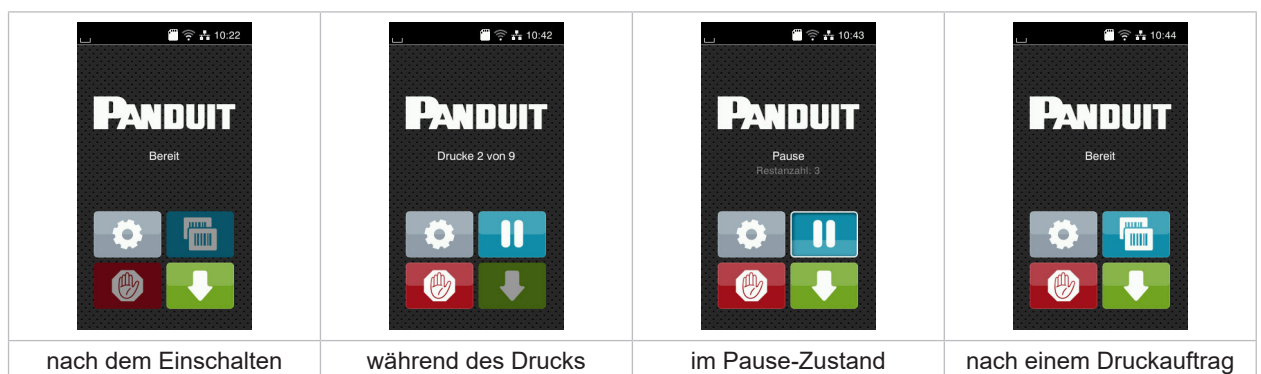 10:22
PANDUIT
Bereit
nach dem Einschalten
10:42
PANDUIT
Drucke 2 von 9
während des Drucks
10:43
PANDUIT
Pause
Restanzahl: 3
im Pause-Zustand
10:44
PANDUIT
Bereit
nach einem Druckauftrag